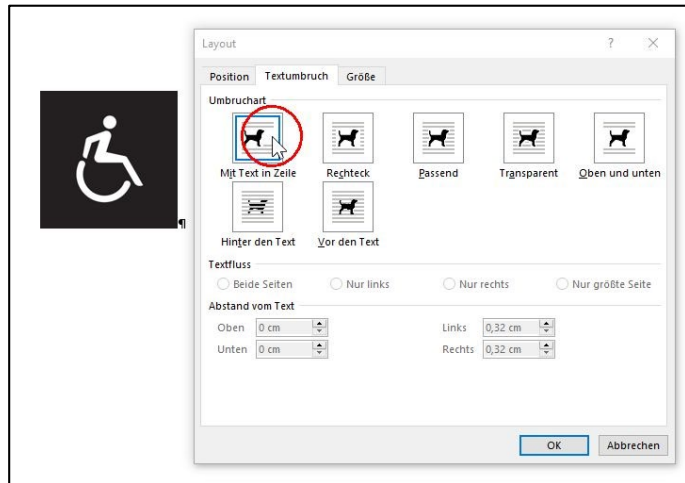 Layout
?
Position Textumbruch Größe
Umbruchart
Mit Text in Zeile Rechteck Passend Transparent Oben und unten
Hinter den Text Vor den Text
Textfluss
Beide Seiten Nur links Nur rechts Nur größte Seite
Abstand vom Text
Oben 0 cm Links 0,32 cm
Unten 0 cm Rechts 0,32 cm
OK Abbrechen
¶